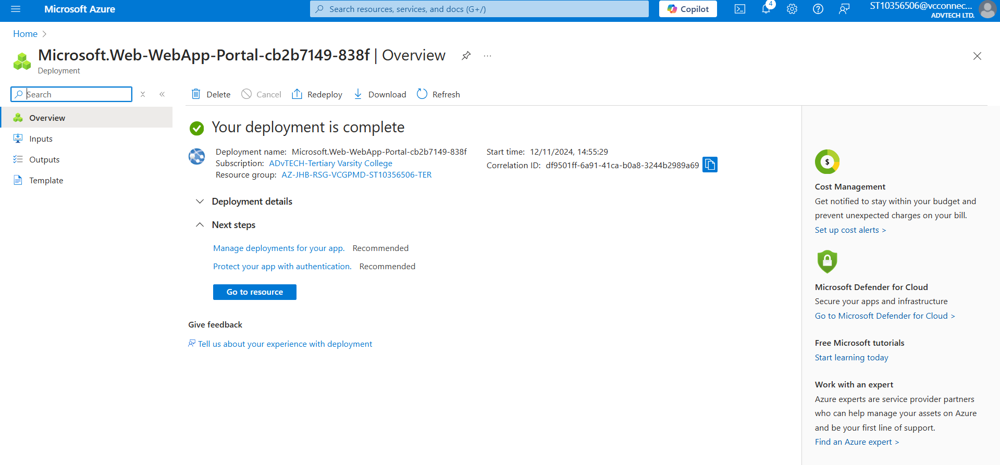 Microsoft Azure
Search resources, services, and docs (G+/)
Copilot
4
ST10356506@vcconnec...
ADVTECH LTD.
Home
Microsoft.Web-WebApp-Portal-cb2b7149-838f | Overview
Deployment
Search
Delete
Cancel
Redeploy
Download
Refresh
Overview
Inputs
Outputs
Template
Your deployment is complete
Deployment name: Microsoft.Web-WebApp-Portal-cb2b7149-838f
Subscription: ADvTECH-Tertiary Varsity College
Resource group: AZ-JHB-RSG-VCGPMD-ST10356506-TER
Start time: 12/11/2024, 14:55:29
Correlation ID: df9501ff-6a91-41ca-b0a8-3244b2989a69
Deployment details
Next steps
Manage deployments for your app. Recommended
Protect your app with authentication. Recommended
Go to resource
Give feedback
Tell us about your experience with deployment
$
Cost Management
Get notified to stay within your budget and
prevent unexpected charges on your bill.
Set up cost alerts >
Microsoft Defender for Cloud
Secure your apps and infrastructure
Go to Microsoft Defender for Cloud >
Free Microsoft tutorials
Start learning today
Work with an expert
Azure experts are service provider partners
who can help manage your assets on Azure
and be your first line of support.
Find an Azure expert >